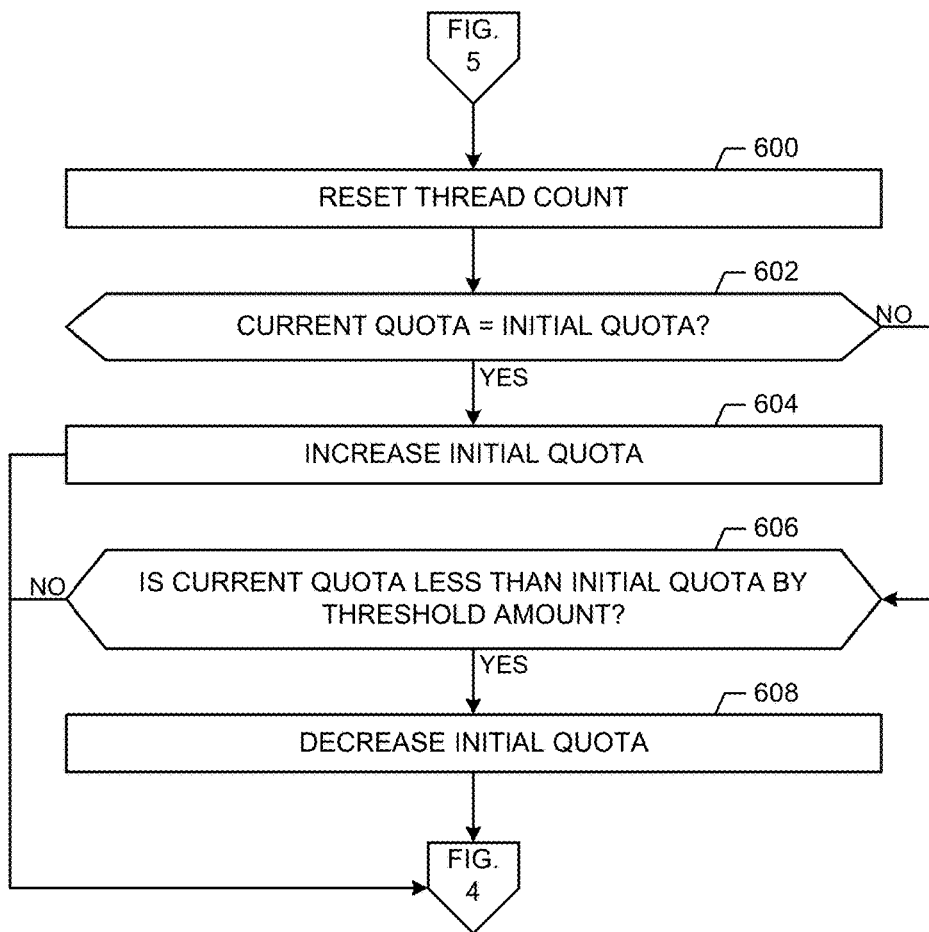 FIG.
5
600
RESET THREAD COUNT
602
CURRENT QUOTA = INITIAL QUOTA?
NO
YES
604
INCREASE INITIAL QUOTA
606
IS CURRENT QUOTA LESS THAN INITIAL QUOTA BY
THRESHOLD AMOUNT?
NO
YES
608
DECREASE INITIAL QUOTA
FIG.
4